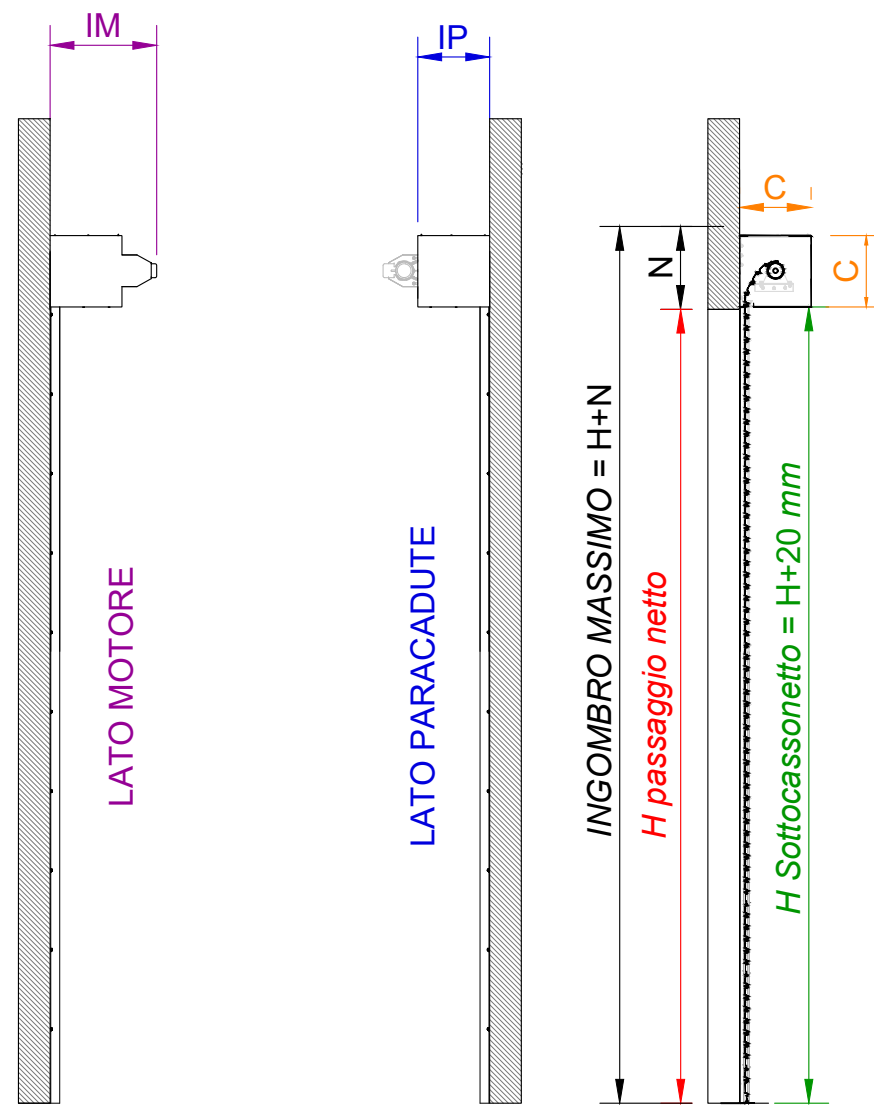 IM
IP
C
N
C
INGOMBRO MASSIMO = H+N
H passaggio netto
H Sottocassonetto = H+20 mm
LATO MOTORE
LATO PARACADUTE